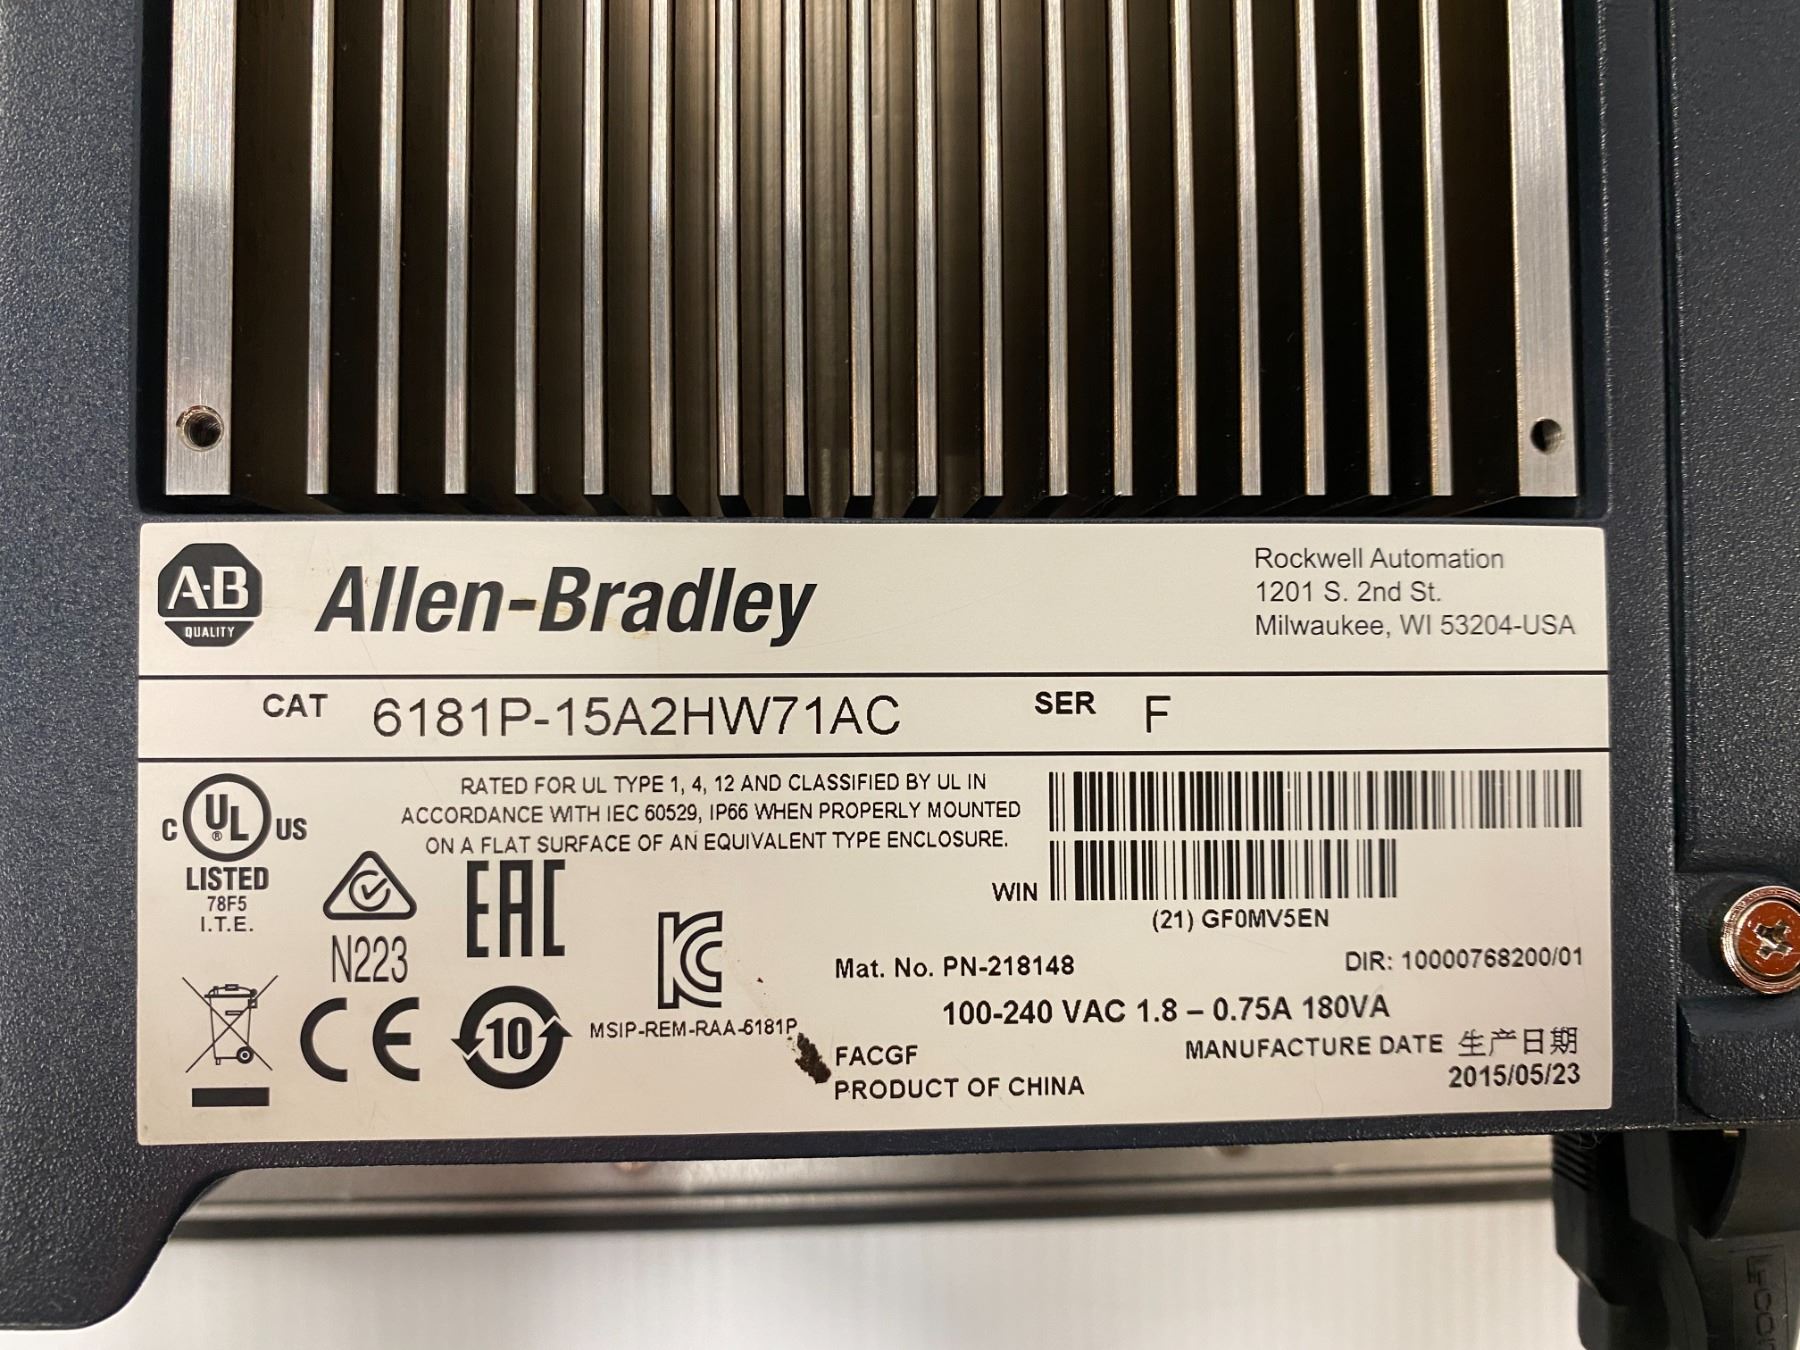 A·B
QUALITY
Allen-Bradley
Rockwell Automation
1201 S. 2nd St.
Milwaukee, WI 53204-USA
CAT 6181P-15A2HW71AC SER F
RATED FOR UL TYPE 1, 4, 12 AND CLASSIFIED BY UL IN
ACCORDANCE WITH IEC 60529, IP66 WHEN PROPERLY MOUNTED
ON A FLAT SURFACE OF AN EQUIVALENT TYPE ENCLOSURE.
C UL ® US
LISTED
78F5
I.T.E.
N223
EAC
KC
MSIP-REM-RAA-6181P
CE
10
WIN
(21) GF0MV5EN
Mat. No. PN-218148
DIR: 10000768200/01
100-240 VAC 1.8 – 0.75A 180VA
FACGF
PRODUCT OF CHINA
MANUFACTURE DATE 生产日期
2015/05/23